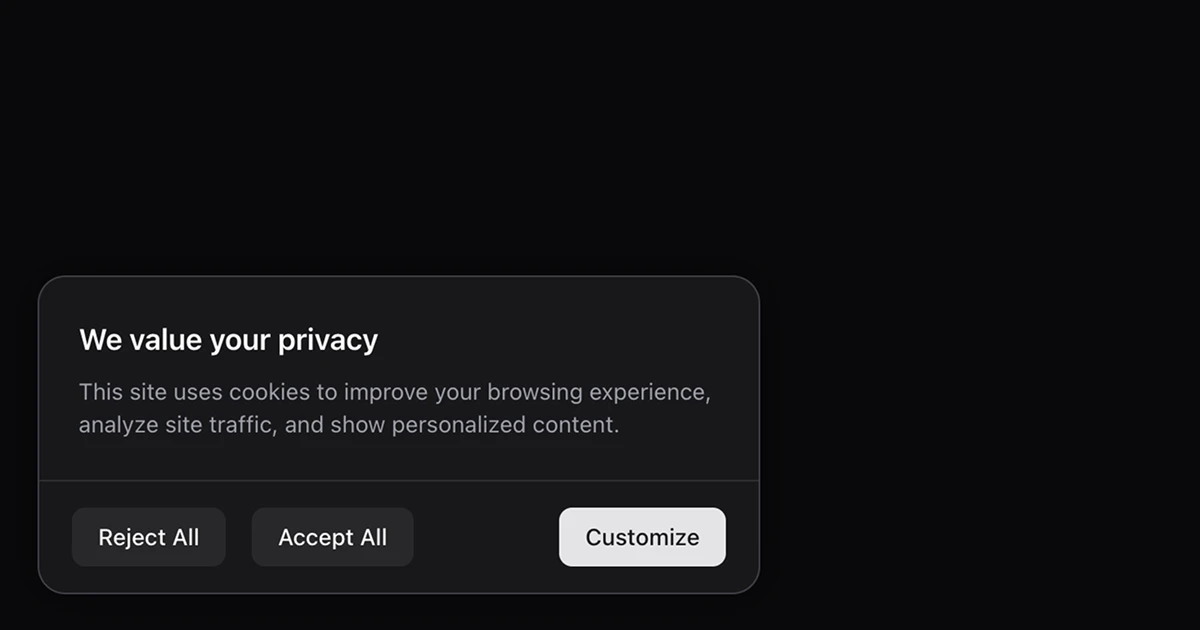 We value your privacy
This site uses cookies to improve your browsing experience,
analyze site traffic, and show personalized content.
Reject All
Accept All
Customize